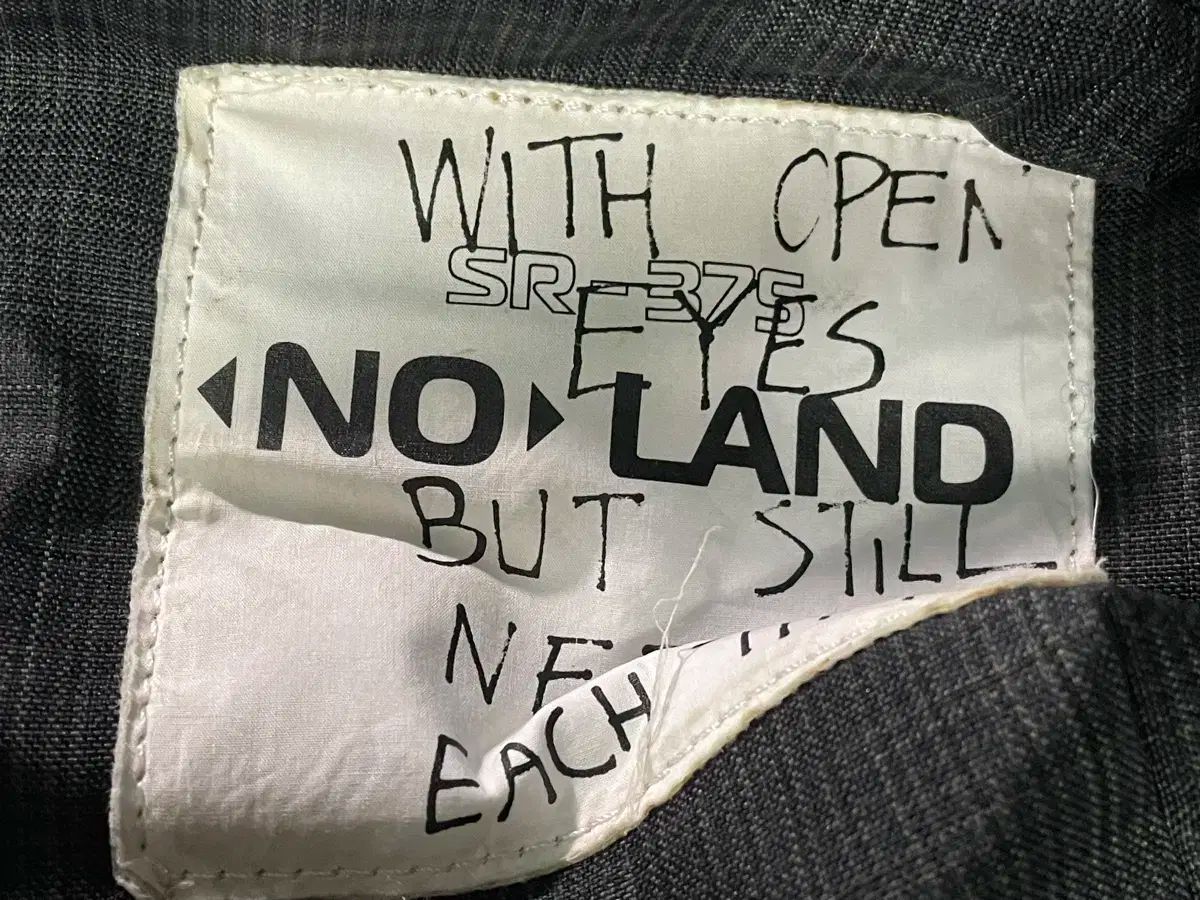 WITH OPEN
SR-375
EYES
NO LAND
BUT STILL
EACH